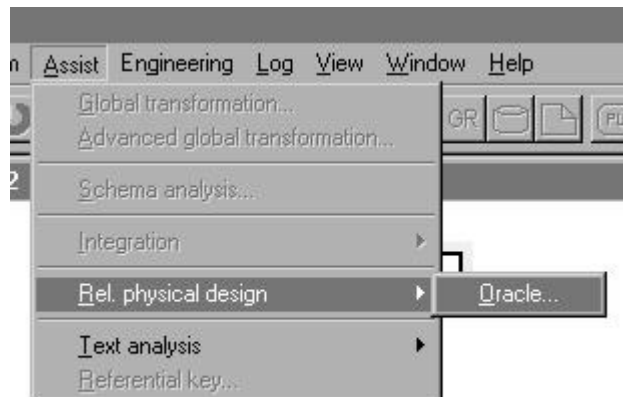 Assist Engineering Log View Window Help
Global transformation...
Advanced global transformation...
GR
2
Schema analysis...
Integration
Rel. physical design
Oracle...
Text analysis
Referential key...